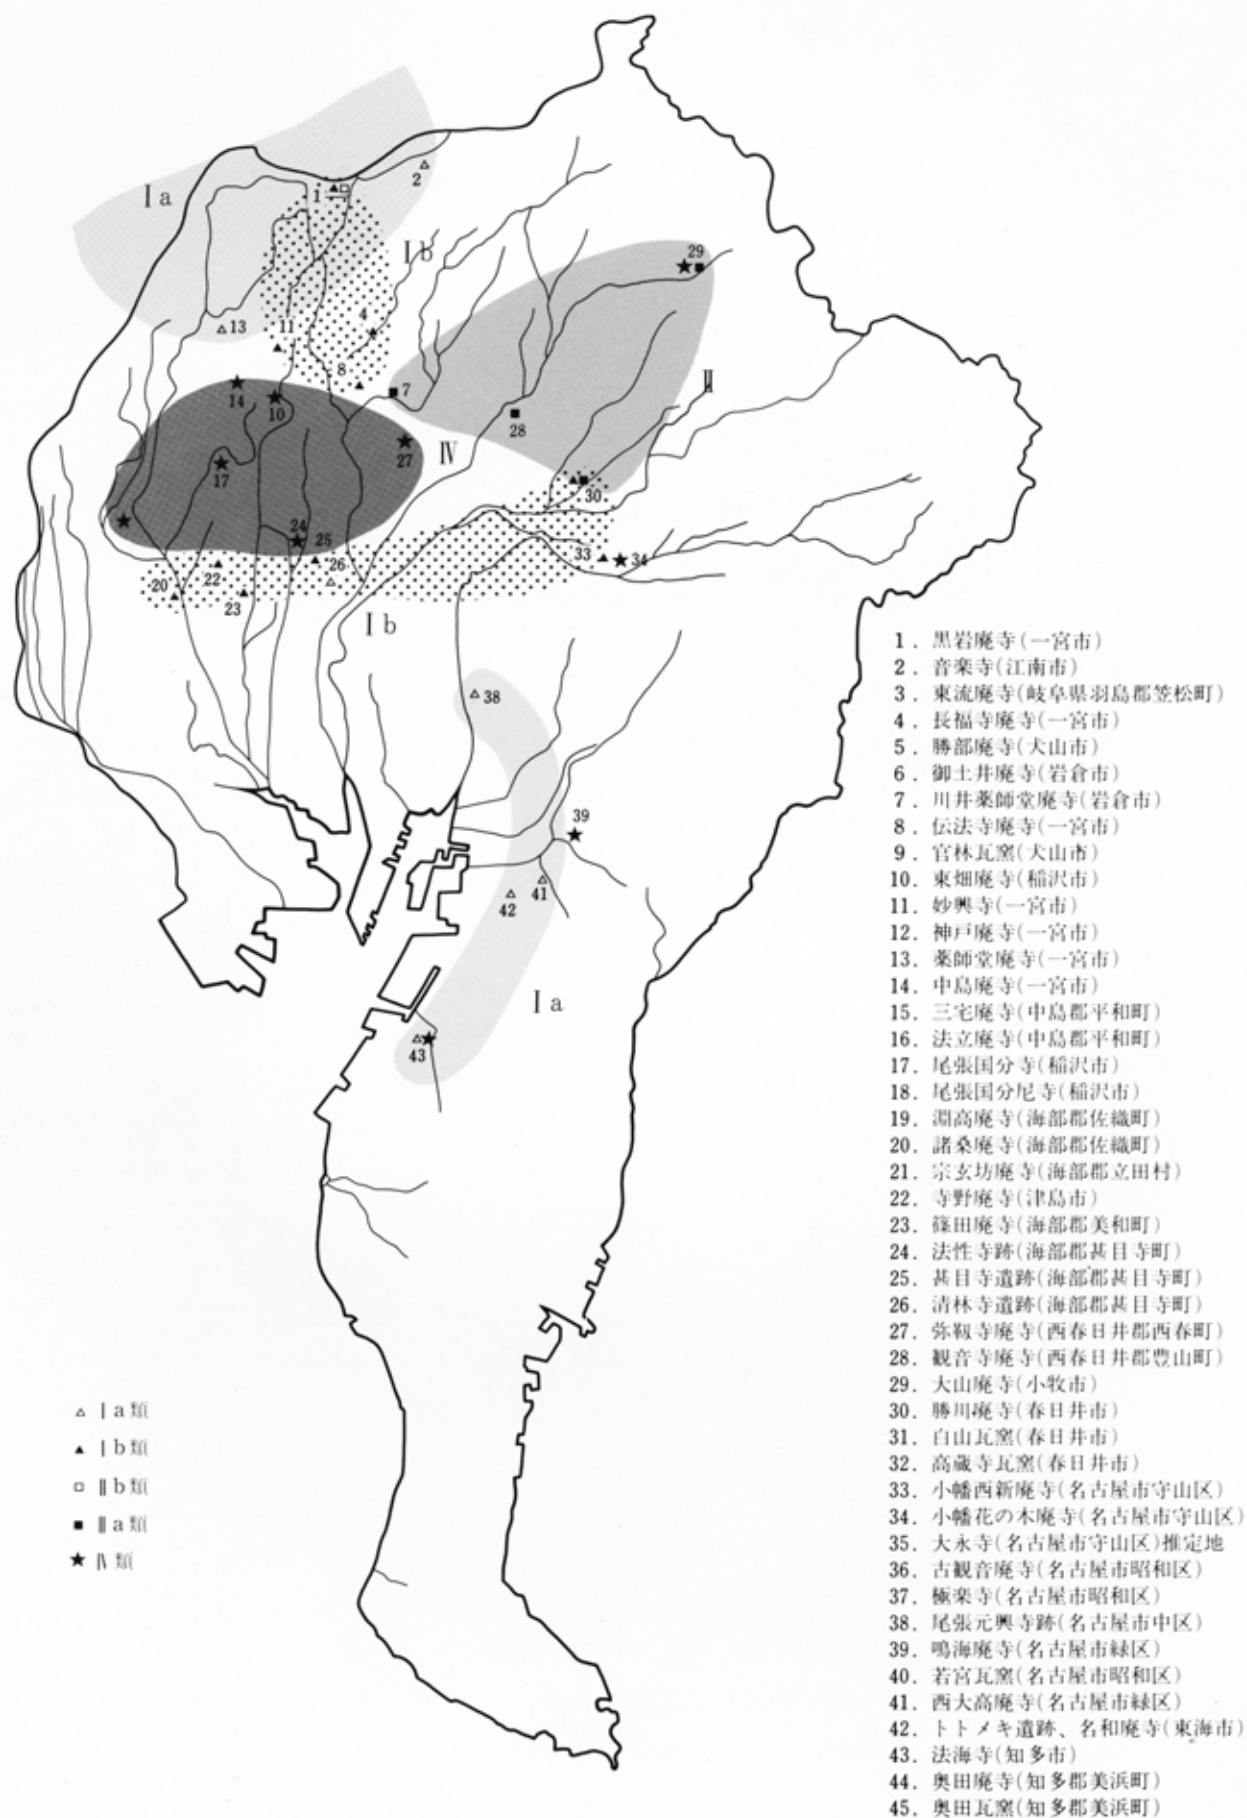 Ⅰa
2
1
Ⅰb
29
4
13
11
8
7
14
10
28
Ⅱ
27
Ⅳ
17
30
24
25
33
34
26
22
20
23
Ⅰb
38
39
41
42
Ⅰa
43
1．黒岩廃寺(一宮市)
2．音楽寺(江南市)
3．東流廃寺(岐阜県羽島郡笠松町)
4．長福寺廃寺(一宮市)
5．勝部廃寺(犬山市)
6．御土井廃寺(岩倉市)
7．川井薬師堂廃寺(岩倉市)
8．伝法寺廃寺(一宮市)
9．官林瓦窯(犬山市)
10．東畑廃寺(稲沢市)
11．妙興寺(一宮市)
12．神戸廃寺(一宮市)
13．薬師堂廃寺(一宮市)
14．中島廃寺(一宮市)
15．三宅廃寺(中島郡平和町)
16．法立廃寺(中島郡平和町)
17．尾張国分寺(稲沢市)
18．尾張国分尼寺(稲沢市)
19．淵高廃寺(海部郡佐織町)
20．諸桑廃寺(海部郡佐織町)
21．宗玄坊廃寺(海部郡立田村)
22．寺野廃寺(津島市)
23．篠田廃寺(海部郡美和町)
24．法性寺跡(海部郡甚目寺町)
25．甚目寺遺跡(海部郡甚目寺町)
26．清林寺遺跡(海部郡甚目寺町)
27．弥勒寺廃寺(西春日井郡西春町)
28．観音寺廃寺(西春日井郡豊山町)
29．大山廃寺(小牧市)
30．勝川廃寺(春日井市)
31．白山瓦窯(春日井市)
32．高蔵寺瓦窯(春日井市)
33．小幡西新廃寺(名古屋市守山区)
34．小幡花の木廃寺(名古屋市守山区)
35．大永寺(名古屋市守山区)推定地
36．古観音廃寺(名古屋市昭和区)
37．極楽寺(名古屋市昭和区)
38．尾張元興寺跡(名古屋市中区)
39．鳴海廃寺(名古屋市緑区)
40．若宮瓦窯(名古屋市昭和区)
41．西大高廃寺(名古屋市緑区)
42．トトメキ遺跡、名和廃寺(東海市)
43．法海寺(知多市)
44．奥田廃寺(知多郡美浜町)
45．奥田瓦窯(知多郡美浜町)
△ Ⅰa類
▲ Ⅰb類
□ Ⅱb類
■ Ⅲa類
★ Ⅳ類